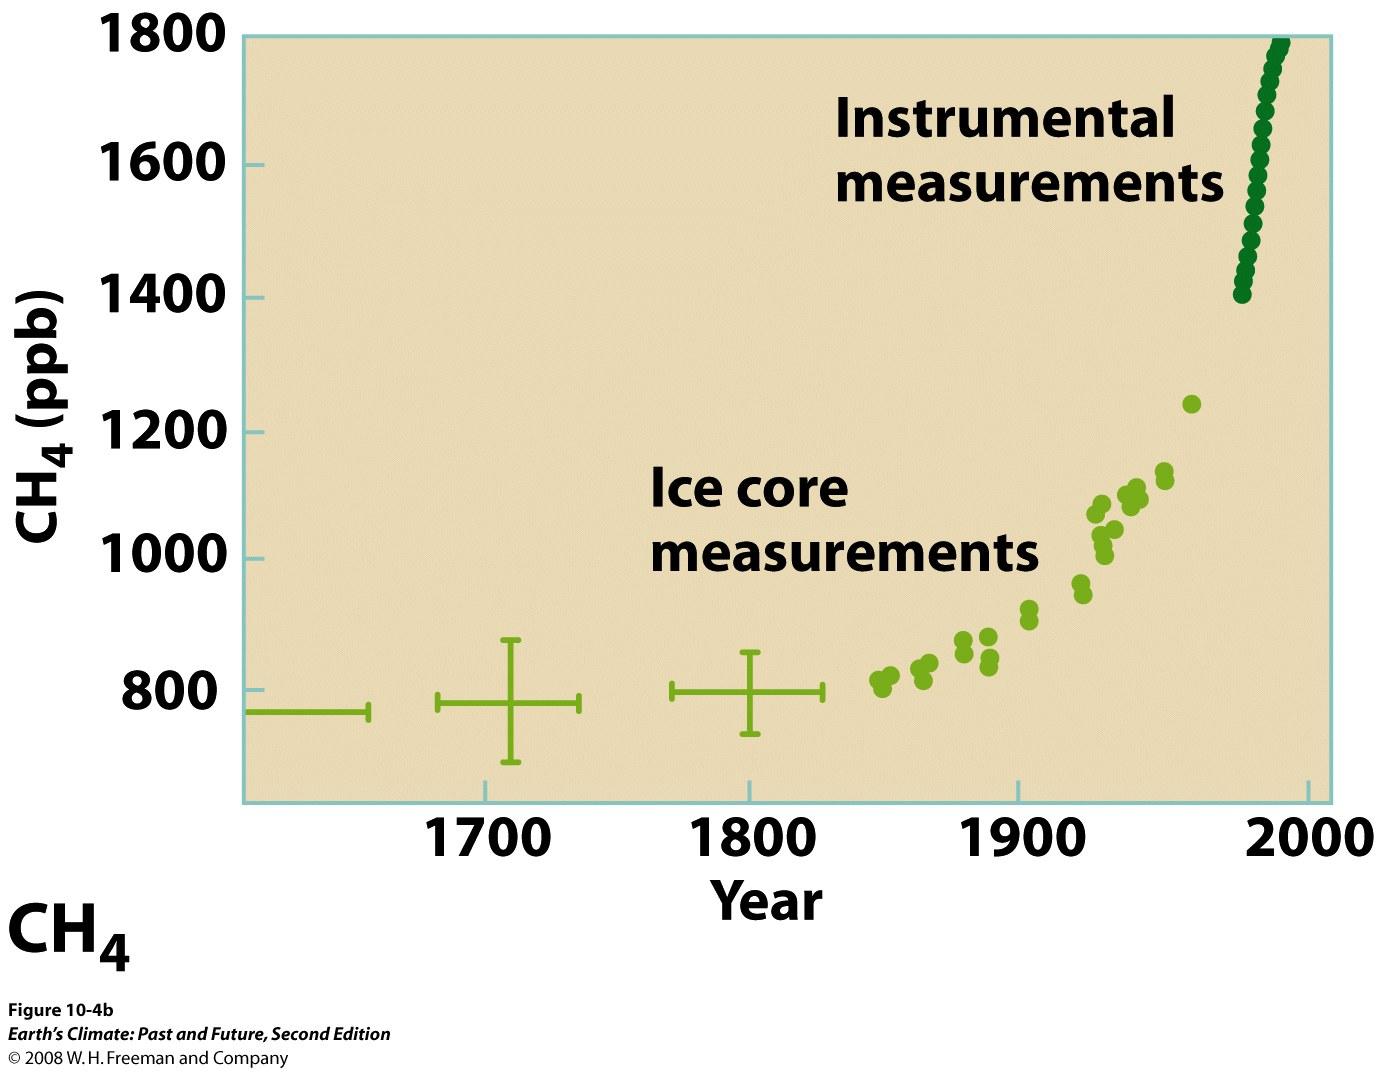 1800
1600
1400
1200
1000
800
CH4 (ppb)
Instrumental
measurements
Ice core
measurements
1700 1800 1900 2000
Year
CH4
Figure 10-4b
Earth's Climate: Past and Future, Second Edition
© 2008 W. H. Freeman and Company